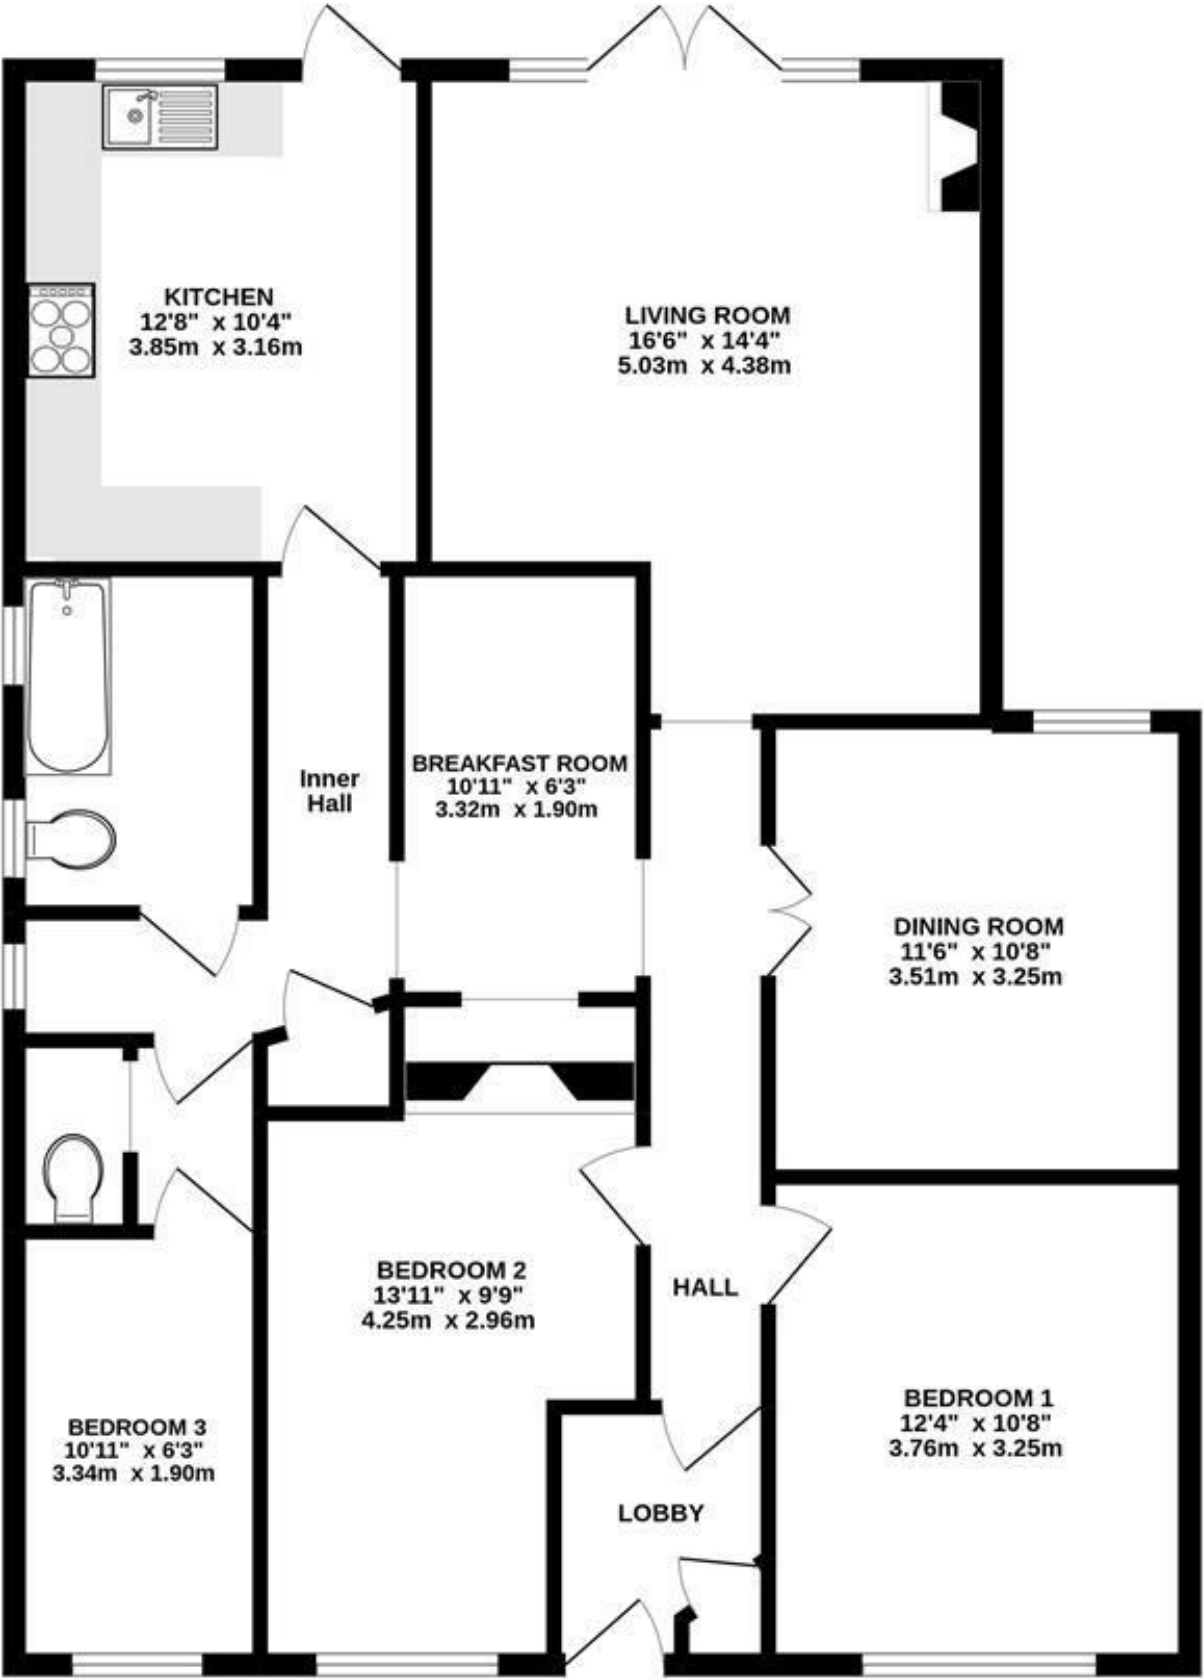 KITCHEN
12'8" x 10'4"
3.85m x 3.16m
LIVING ROOM
16'6" x 14'4"
5.03m x 4.38m
Inner
Hall
BREAKFAST ROOM
10'11" x 6'3"
3.32m x 1.90m
DINING ROOM
11'6" x 10'8"
3.51m x 3.25m
BEDROOM 2
13'11" x 9'9"
4.25m x 2.96m
HALL
BEDROOM 1
12'4" x 10'8"
3.76m x 3.25m
BEDROOM 3
10'11" x 6'3"
3.34m x 1.90m
LOBBY